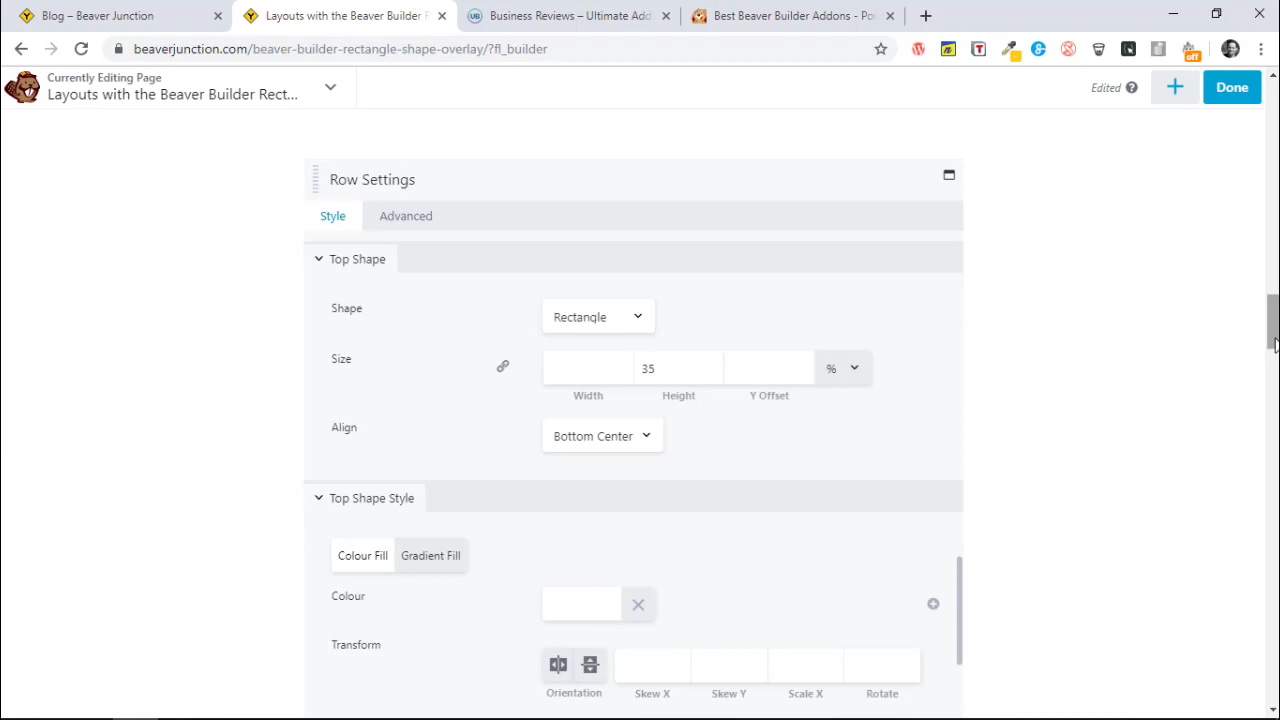 Blog – Beaver Junction
Layouts with the Beaver Builder R
Business Reviews – Ultimate Add
Best Beaver Builder Addons - Po
beaverjunction.com/beaver-builder-rectangle-shape-overlay/?fl_builder
off
Currently Editing Page
Layouts with the Beaver Builder Rect...
Edited
Done
Row Settings
Style
Advanced
Top Shape
Shape
Rectangle
Size
35
%
Width
Height
Y Offset
Align
Bottom Center
Top Shape Style
Colour Fill
Gradient Fill
Colour
Transform
Orientation
Skew X
Skew Y
Scale X
Rotate